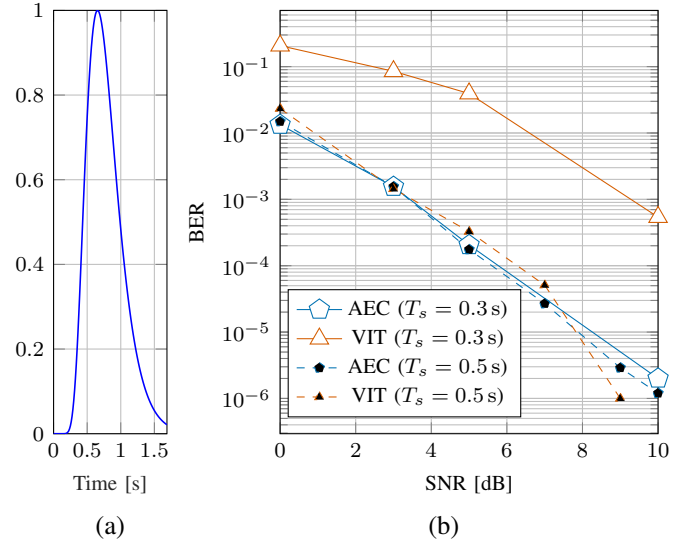 1
0.8
0.6
0.4
0.2
0
0 0.5 1 1.5
Time [s]
(a)
BER
10^{-1}
10^{-2}
10^{-3}
10^{-4}
10^{-5}
10^{-6}
AEC (T_s = 0.3 s)
VIT (T_s = 0.3 s)
AEC (T_s = 0.5 s)
VIT (T_s = 0.5 s)
0 2 4 6 8 10
SNR [dB]
(b)